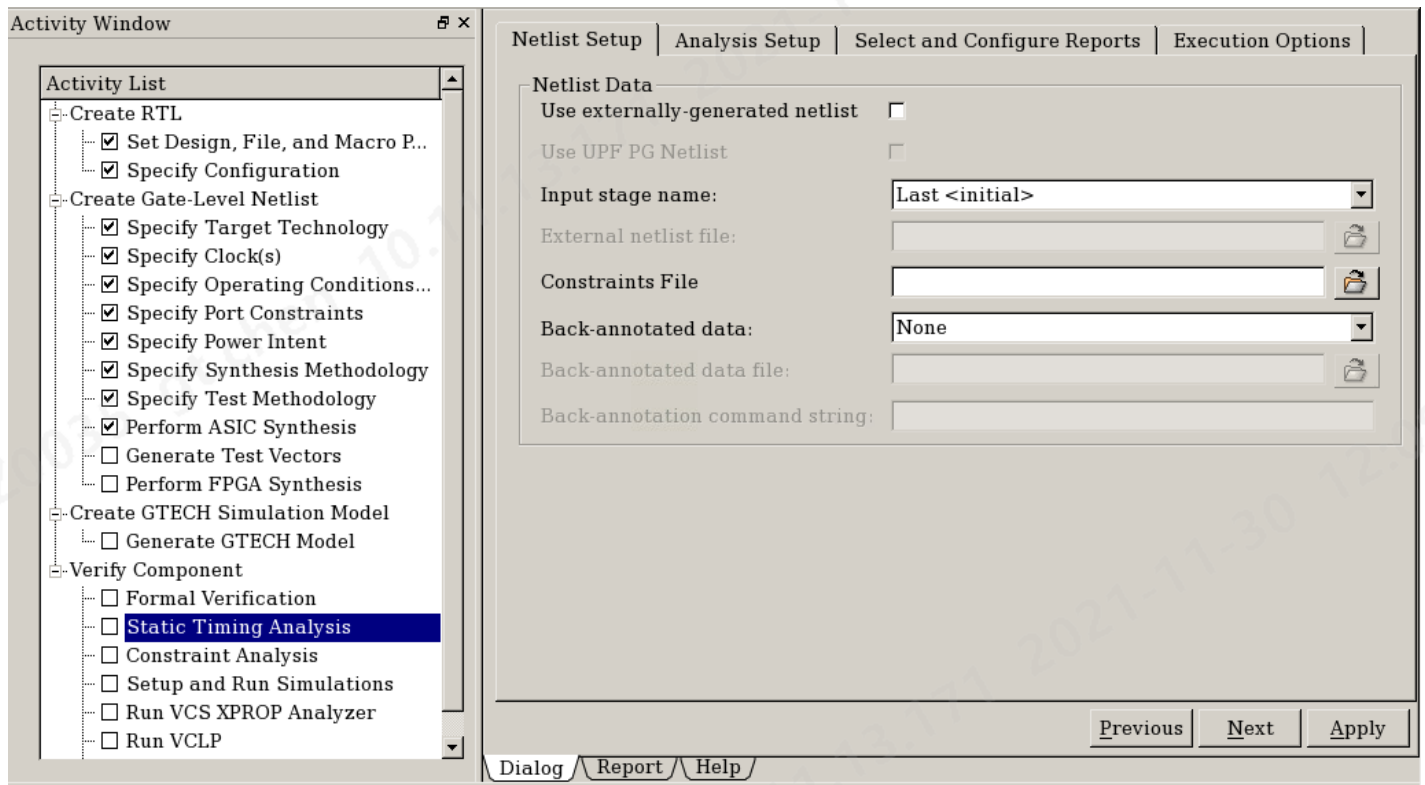 Activity Window
Activity List
Create RTL
Set Design, File, and Macro P...
Specify Configuration
Create Gate-Level Netlist
Specify Target Technology
Specify Clock(s)
Specify Operating Conditions...
Specify Port Constraints
Specify Power Intent
Specify Synthesis Methodology
Specify Test Methodology
Perform ASIC Synthesis
Generate Test Vectors
Perform FPGA Synthesis
Create GTECH Simulation Model
Generate GTECH Model
Verify Component
Formal Verification
Static Timing Analysis
Constraint Analysis
Setup and Run Simulations
Run VCS XPROP Analyzer
Run VCLP
Netlist Setup Analysis Setup Select and Configure Reports Execution Options
Netlist Data
Use externally-generated netlist
Use UPF PG Netlist
Input stage name: Last <initial>
External netlist file:
Constraints File
Back-annotated data: None
Back-annotated data file:
Back-annotation command string:
Previous Next Apply
Dialog Report Help